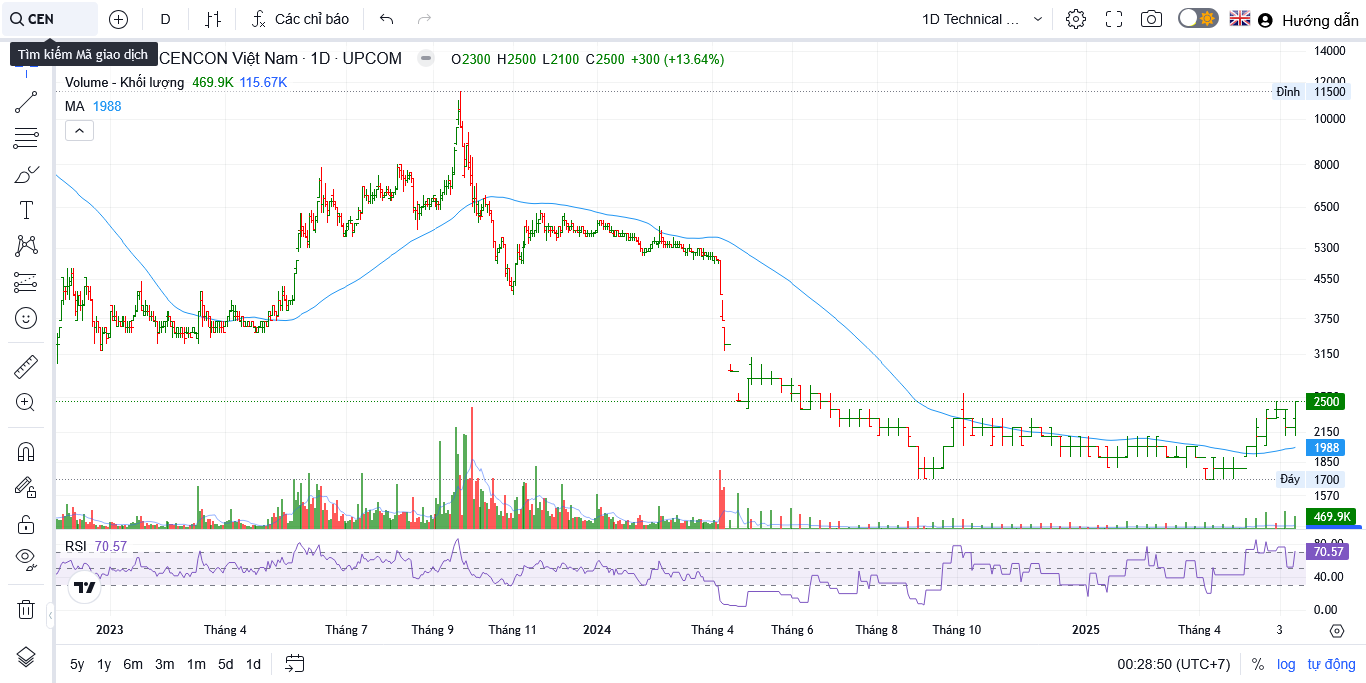 CEN D Các chỉ báo 1D Technical ... Hướng dẫn
Tìm kiếm Mã giao dịch
CENCON Việt Nam · 1D · UPCOM O2300 H2500 L2100 C2500 +300 (+13.64%)
Volume - Khối lượng 469.9K 115.67K
MA 1988
14000
12000
Đỉnh 11500
10000
8000
6500
5300
4550
3750
3150
2500
2150
1988
1850
Đáy 1700
1570
469.9K
RSI 70.57
80.00
70.57
40.00
0.00
2023 Tháng 4 Tháng 7 Tháng 9 Tháng 11 2024 Tháng 4 Tháng 6 Tháng 8 Tháng 10 2025 Tháng 4 3
5y 1y 6m 3m 1m 5d 1d 00:28:50 (UTC+7) % log tự động